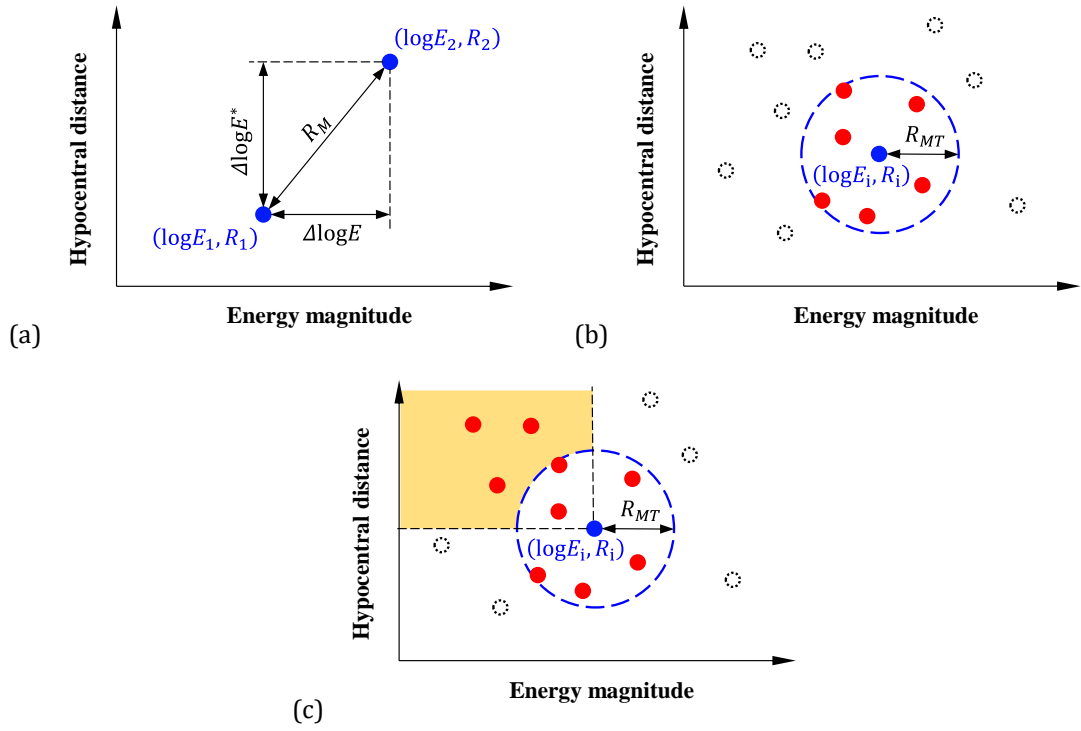 (logE₂, R₂)
Hypocentral distance
ΔlogE*
R_M
(logE₁, R₁)
ΔlogE
Energy magnitude
(a)
Hypocentral distance
R_MT
(logEᵢ, Rᵢ)
Energy magnitude
(b)
Hypocentral distance
R_MT
(logEᵢ, Rᵢ)
Energy magnitude
(c)